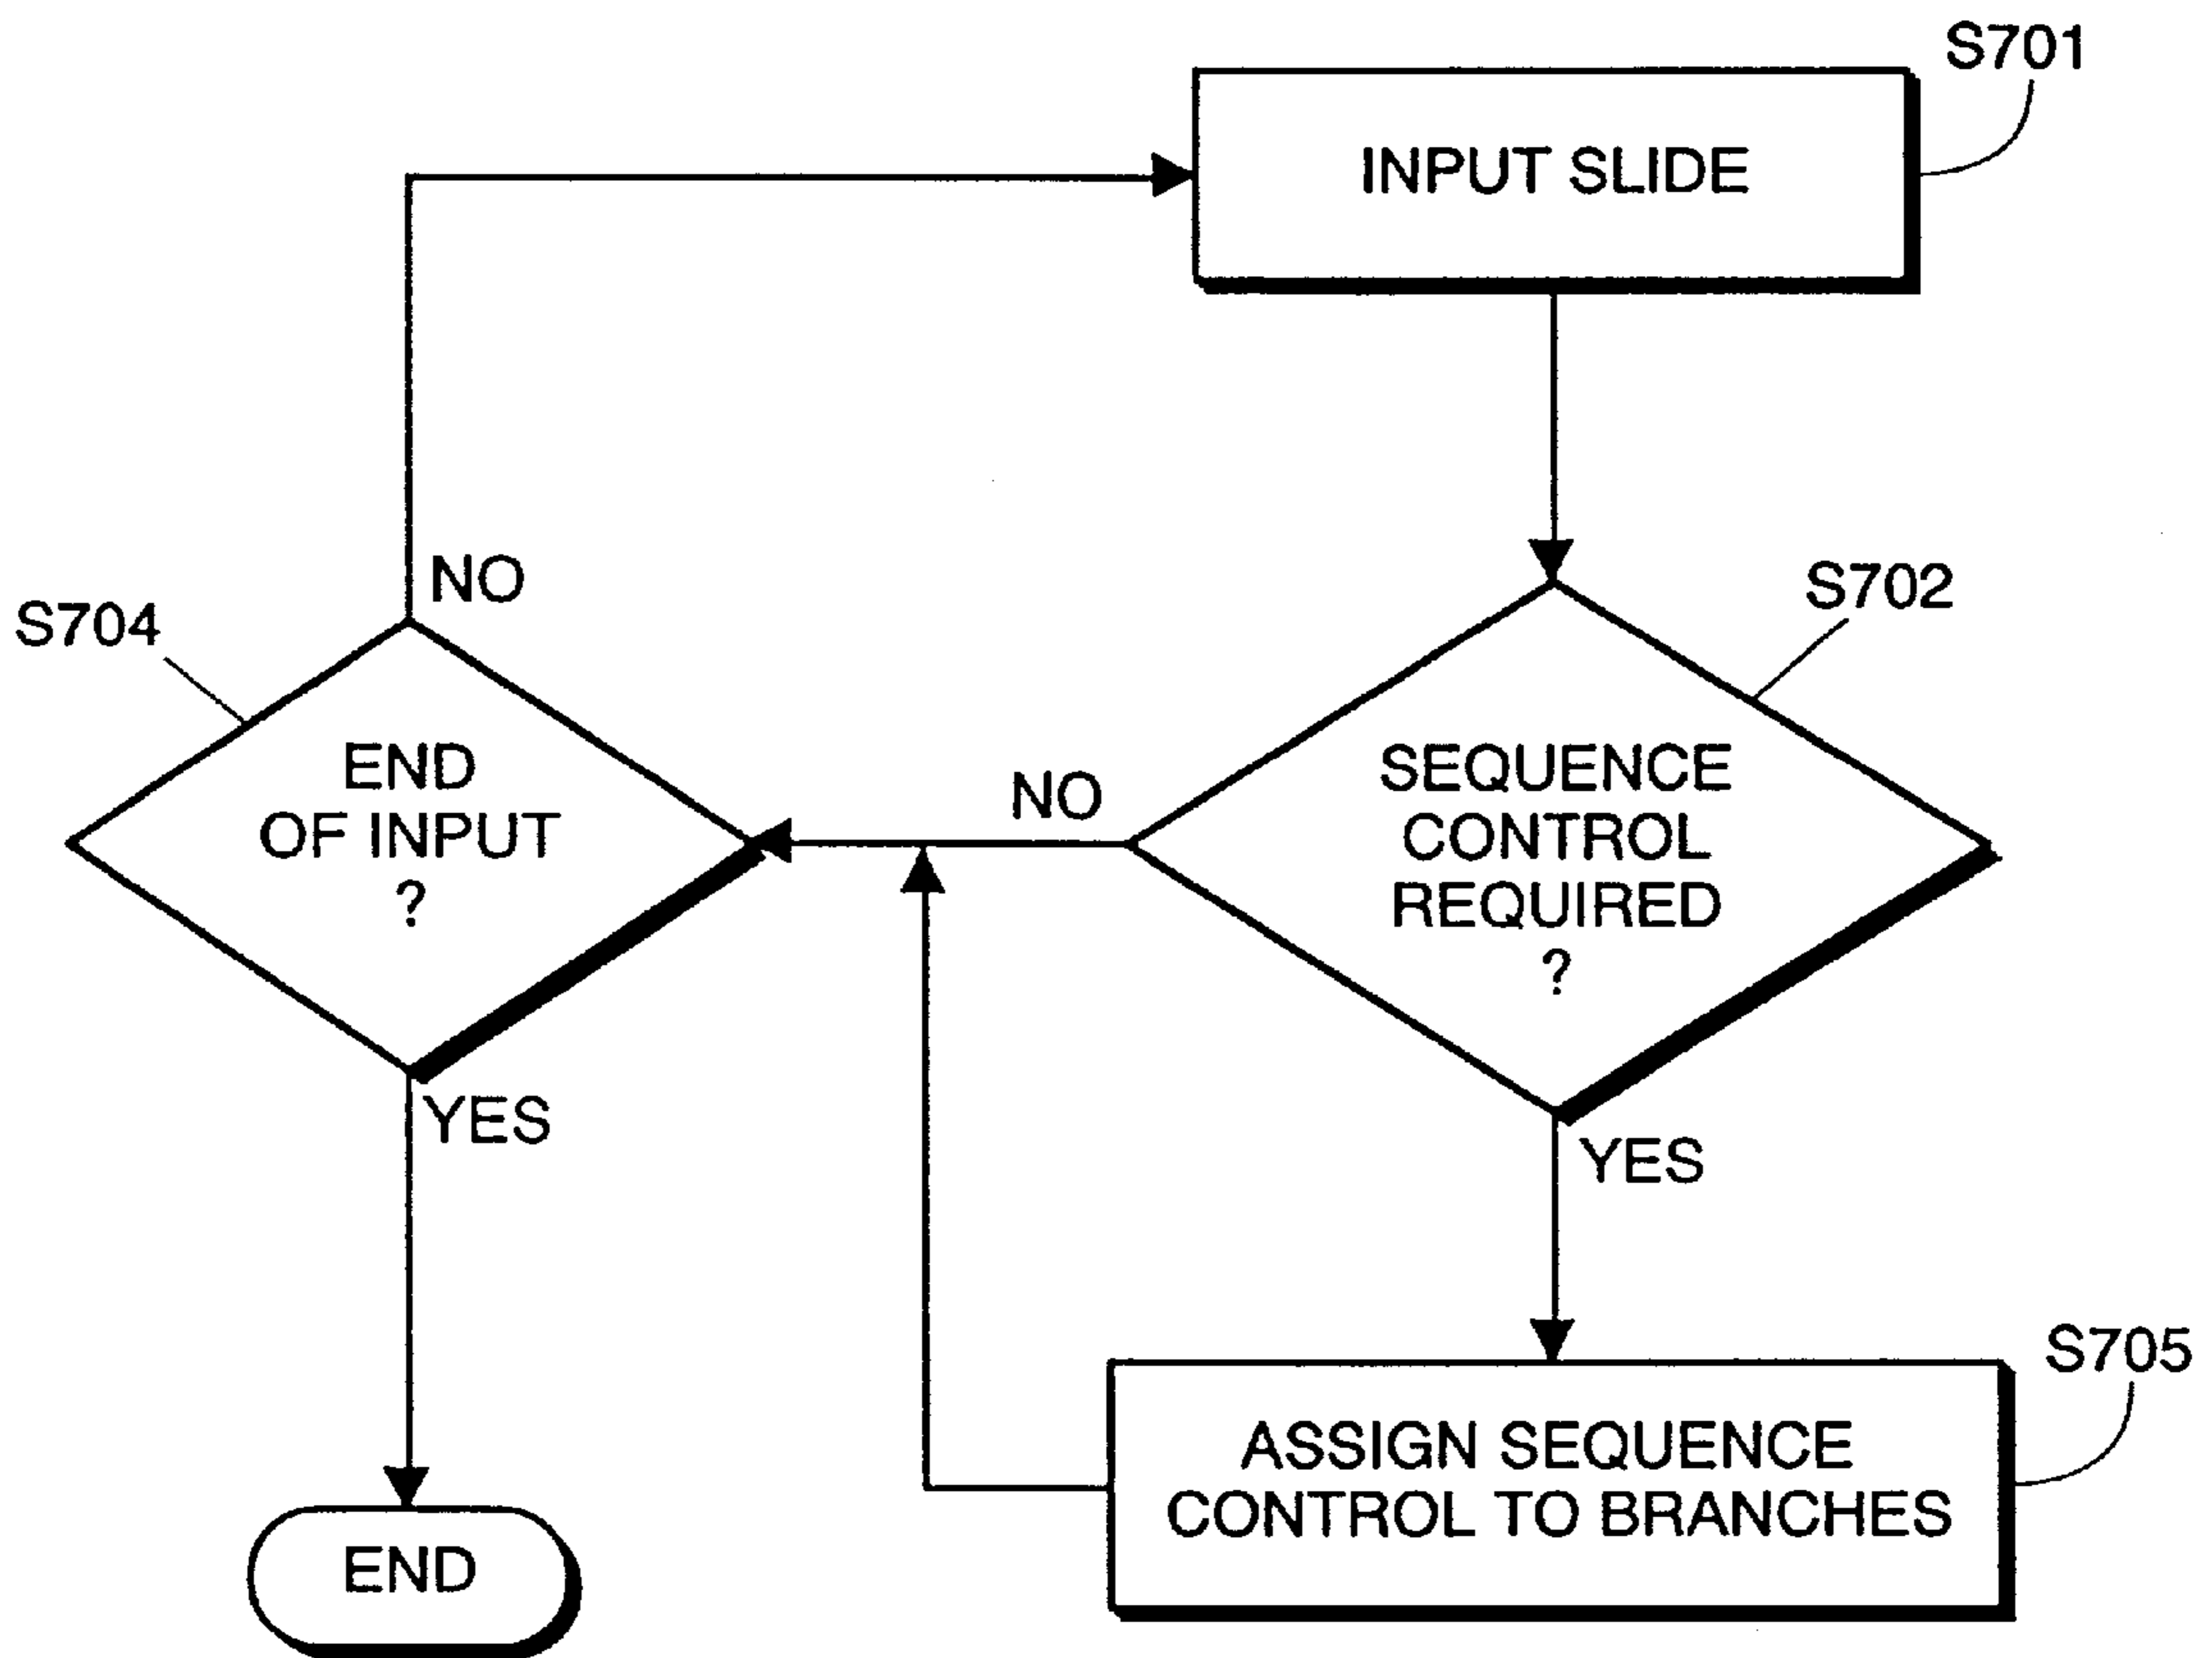 S701
INPUT SLIDE
S702
SEQUENCE
CONTROL
REQUIRED
?
NO
YES
S704
NO
END
OF INPUT
?
YES
S705
ASSIGN SEQUENCE
CONTROL TO BRANCHES
END